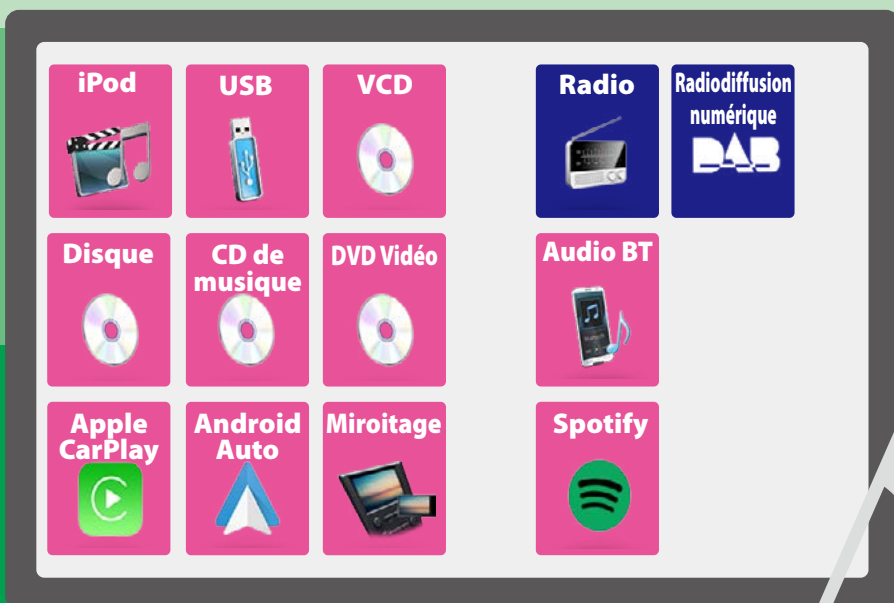 iPod
USB
VCD
Radio
Radiodiffusion
numérique
DAB
Disque
CD de
musique
DVD Vidéo
Audio BT
Apple
CarPlay
Android
Auto
Miroitage
Spotify